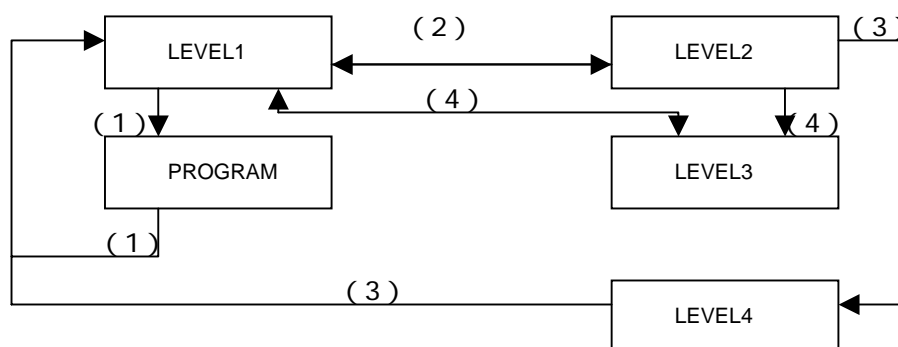 LEVEL1
(2)
LEVEL2
(3)
(4)
(1)
(4)
PROGRAM
LEVEL3
(1)
(3)
LEVEL4